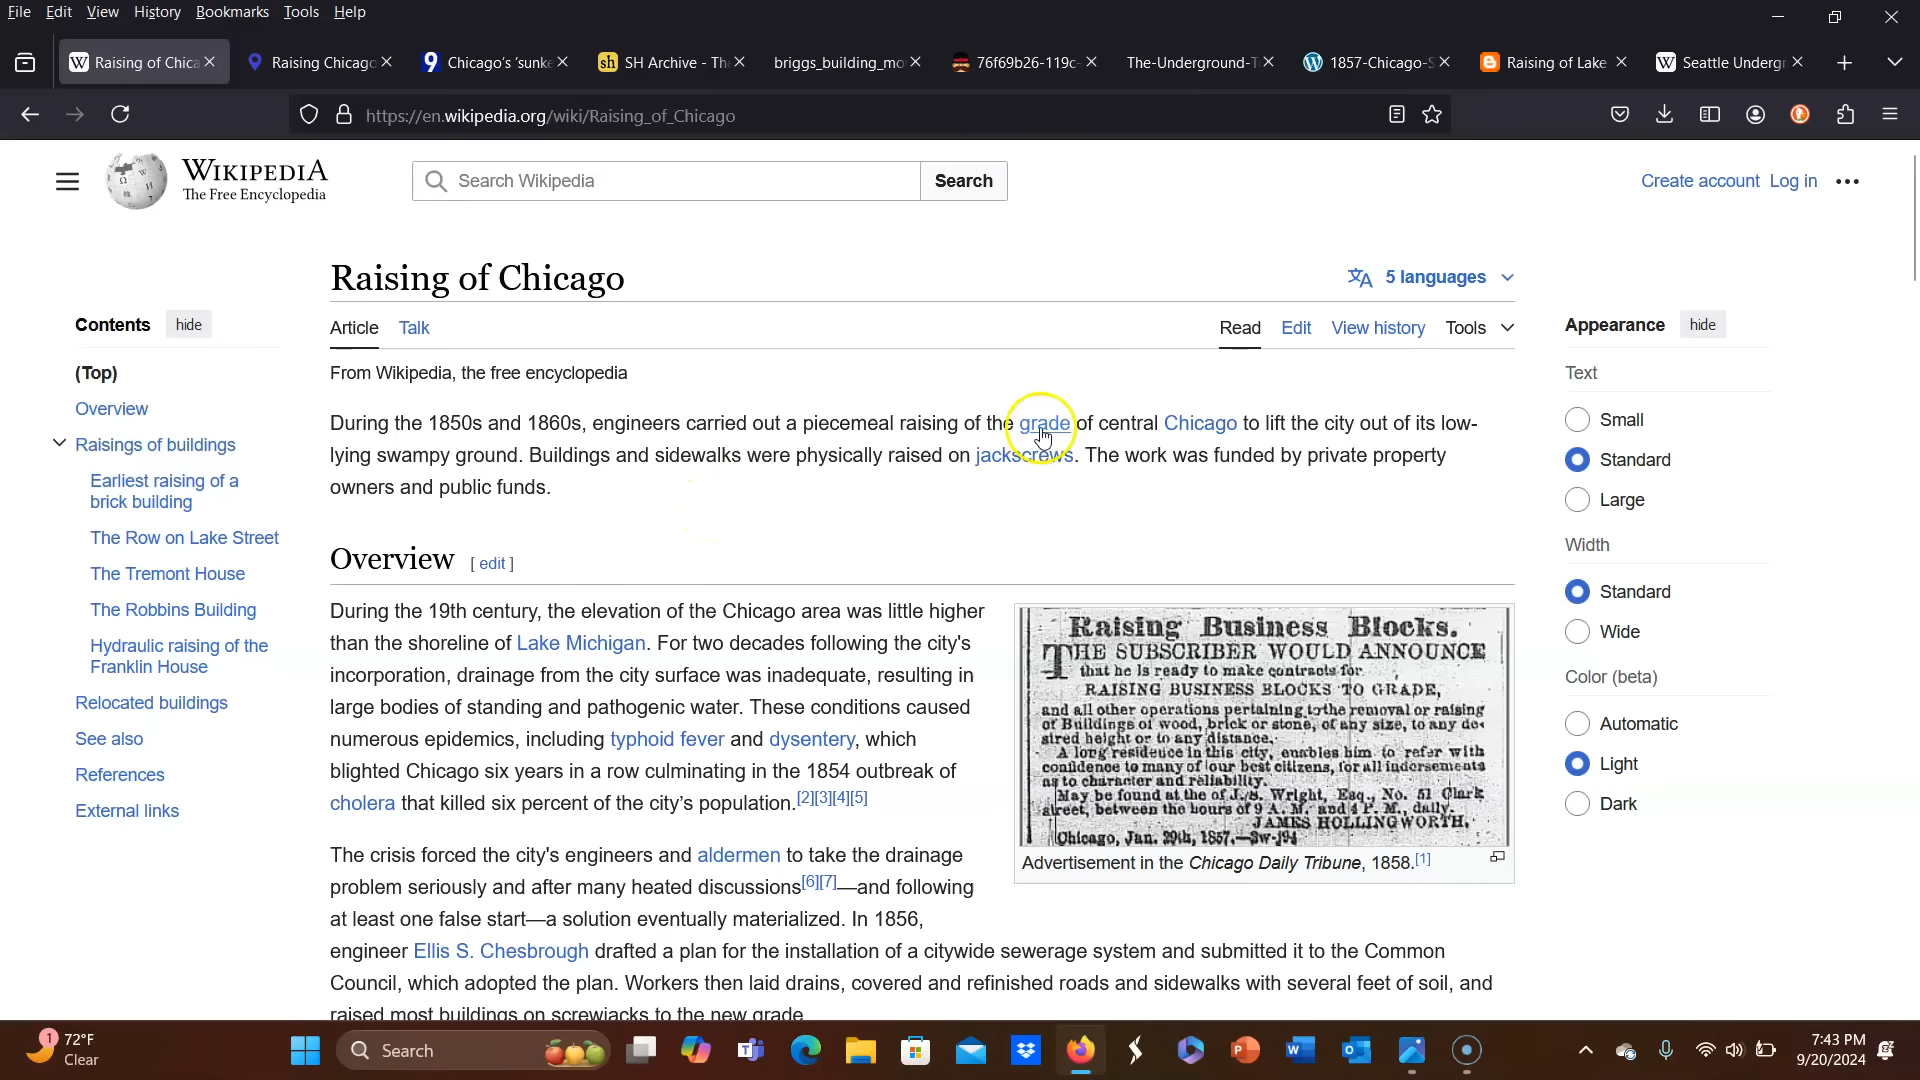 File Edit View History Bookmarks Tools Help
Raising of Chica
Raising Chicago
Chicago's 'sunke
SH Archive - Th
briggs_building_mo
76f69b26-119c-
The-Underground-T
1857-Chicago-S
Raising of Lake
Seattle Undergr
https://en.wikipedia.org/wiki/Raising_of_Chicago
WIKIPEDIA
The Free Encyclopedia
Search Wikipedia
Search
Create account Log in
Raising of Chicago
5 languages
Article Talk
Read Edit View history Tools
From Wikipedia, the free encyclopedia
Contents hide
(Top)
Overview
Raisings of buildings
Earliest raising of a
brick building
The Row on Lake Street
The Tremont House
The Robbins Building
Hydraulic raising of the
Franklin House
Relocated buildings
See also
References
External links
During the 1850s and 1860s, engineers carried out a piecemeal raising of the grade of central Chicago to lift the city out of its low-
lying swampy ground. Buildings and sidewalks were physically raised on jackscrews. The work was funded by private property
owners and public funds.
Overview [ edit ]
During the 19th century, the elevation of the Chicago area was little higher
than the shoreline of Lake Michigan. For two decades following the city's
incorporation, drainage from the city surface was inadequate, resulting in
large bodies of standing and pathogenic water. These conditions caused
numerous epidemics, including typhoid fever and dysentery, which
blighted Chicago six years in a row culminating in the 1854 outbreak of
cholera that killed six percent of the city's population.[2][3][4][5]
The crisis forced the city's engineers and aldermen to take the drainage
problem seriously and after many heated discussions[6][7]—and following
at least one false start—a solution eventually materialized. In 1856,
engineer Ellis S. Chesbrough drafted a plan for the installation of a citywide sewerage system and submitted it to the Common
Council, which adopted the plan. Workers then laid drains, covered and refinished roads and sidewalks with several feet of soil, and
raised most buildings on screwjacks to the new grade
Raising Business Blocks.
THE SUBSCRIBER WOULD ANNOUNCE
that he is ready to make contracts for
RAISING BUSINESS BLOCKS TO GRADE,
and all other operations pertaining to the removal or raising
of Buildings of wood, brick or stone, of any size, to any de-
sired height or to any distance.
A long residence in this city, enables him to refer with
confidence to many of our best citizens, for all indorsements
as to character and reliability.
May be found at the of J. S. Wright, Esq., No. 51 Clark
street, between the hours of 9 A. M. and 4 P. M., daily.
JAMES HOLLINGWORTH,
Chicago, Jan. 29th, 1857.—3w-j94
Advertisement in the Chicago Daily Tribune, 1858.[1]
Appearance hide
Text
Small
Standard
Large
Width
Standard
Wide
Color (beta)
Automatic
Light
Dark
1
72°F
Clear
Search
7:43 PM
9/20/2024